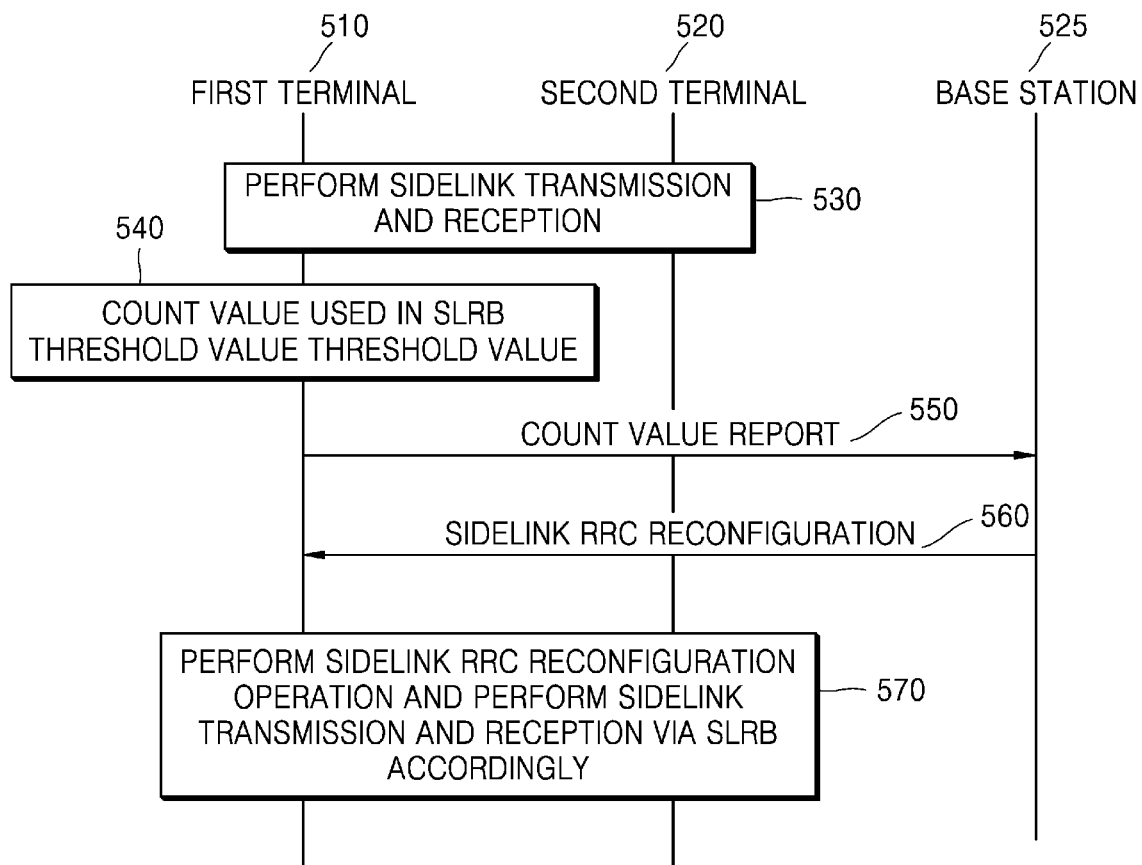 510
520
525
FIRST TERMINAL
SECOND TERMINAL
BASE STATION
PERFORM SIDELINK TRANSMISSION
AND RECEPTION
530
540
COUNT VALUE USED IN SLRB
THRESHOLD VALUE THRESHOLD VALUE
COUNT VALUE REPORT
550
SIDELINK RRC RECONFIGURATION
560
PERFORM SIDELINK RRC RECONFIGURATION
OPERATION AND PERFORM SIDELINK
TRANSMISSION AND RECEPTION VIA SLRB
ACCORDINGLY
570